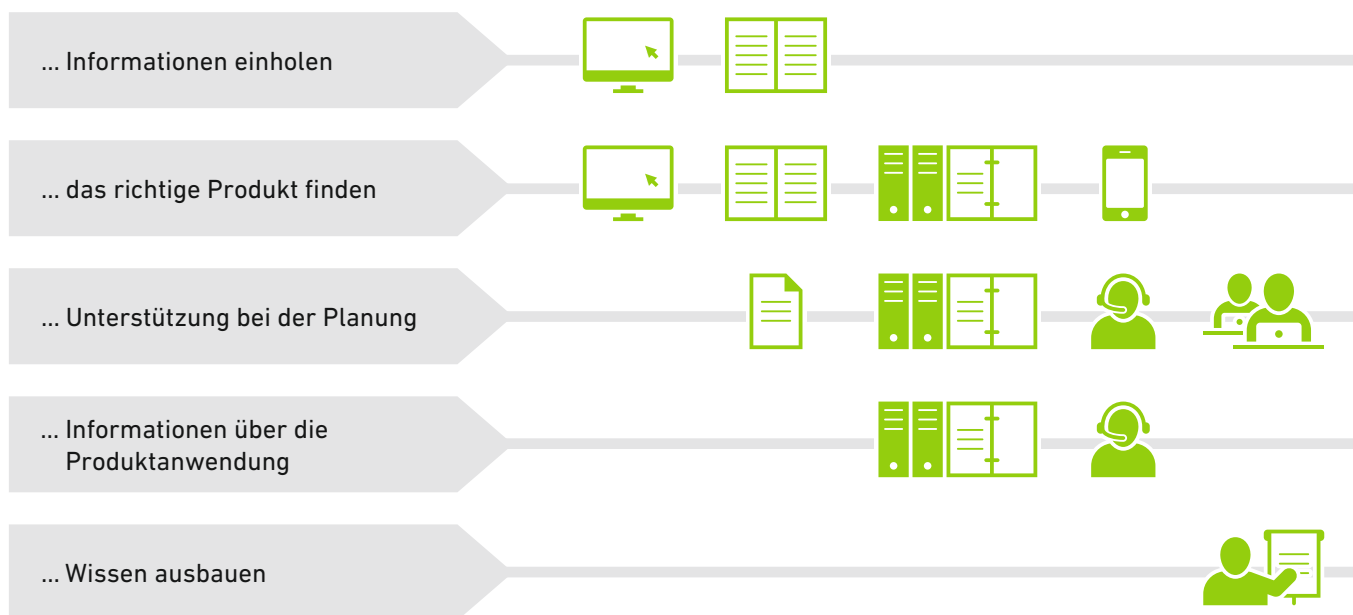 ... Informationen einholen
... das richtige Produkt finden
... Unterstützung bei der Planung
... Informationen über die
Produktanwendung
... Wissen ausbauen